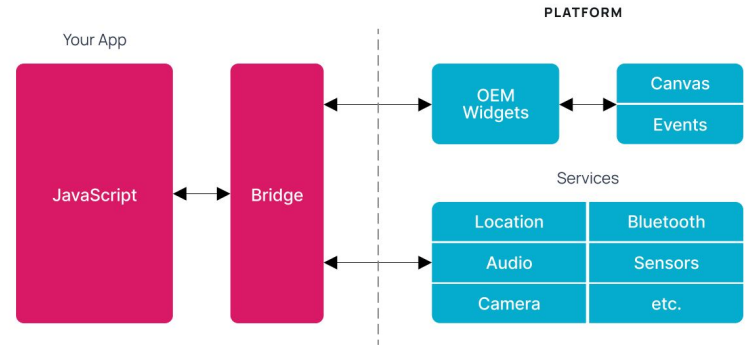 PLATFORM
Your App
JavaScript
Bridge
OEM
Widgets
Canvas
Events
Services
Location
Bluetooth
Audio
Sensors
Camera
etc.